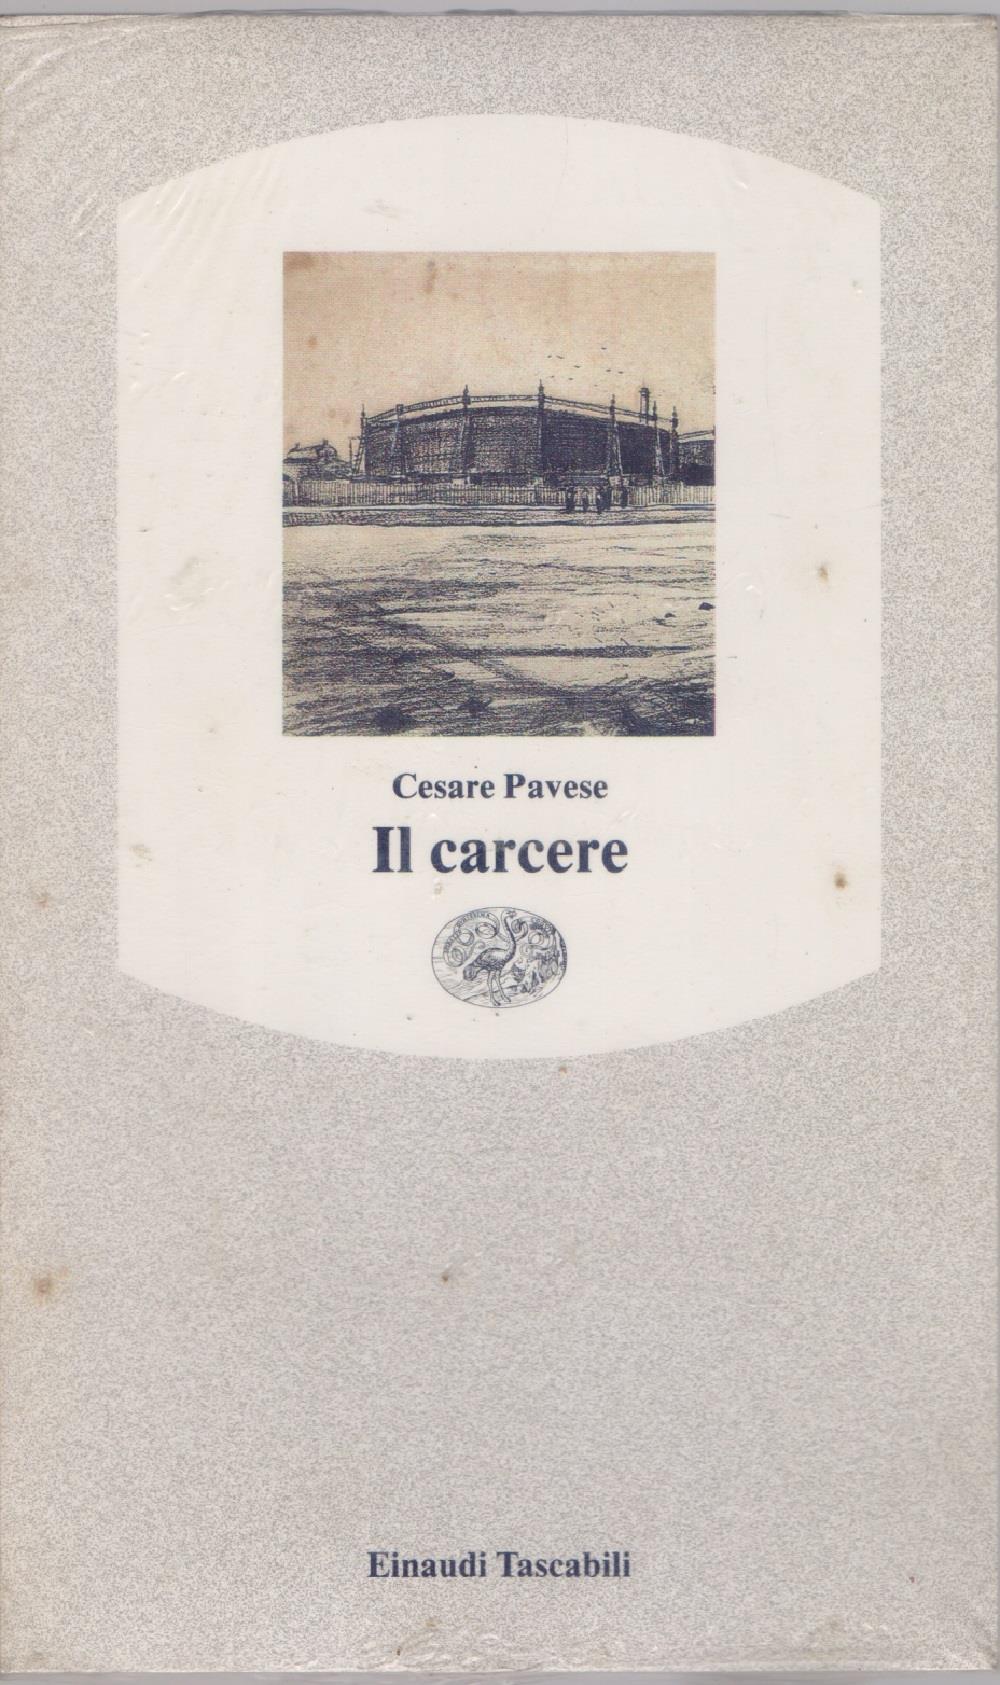 Cesare Pavese
Il carcere
Einaudi Tascabili